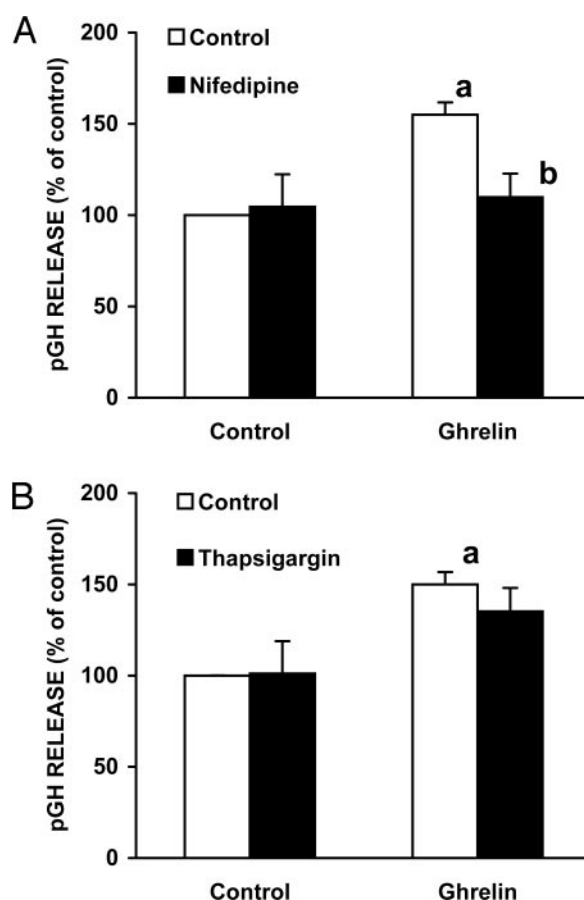 A
200
150
100
50
0
pGH RELEASE (% of control)
Control
Nifedipine
a
b
Control Ghrelin
B
200
150
100
50
0
pGH RELEASE (% of control)
Control
Thapsigargin
a
Control Ghrelin